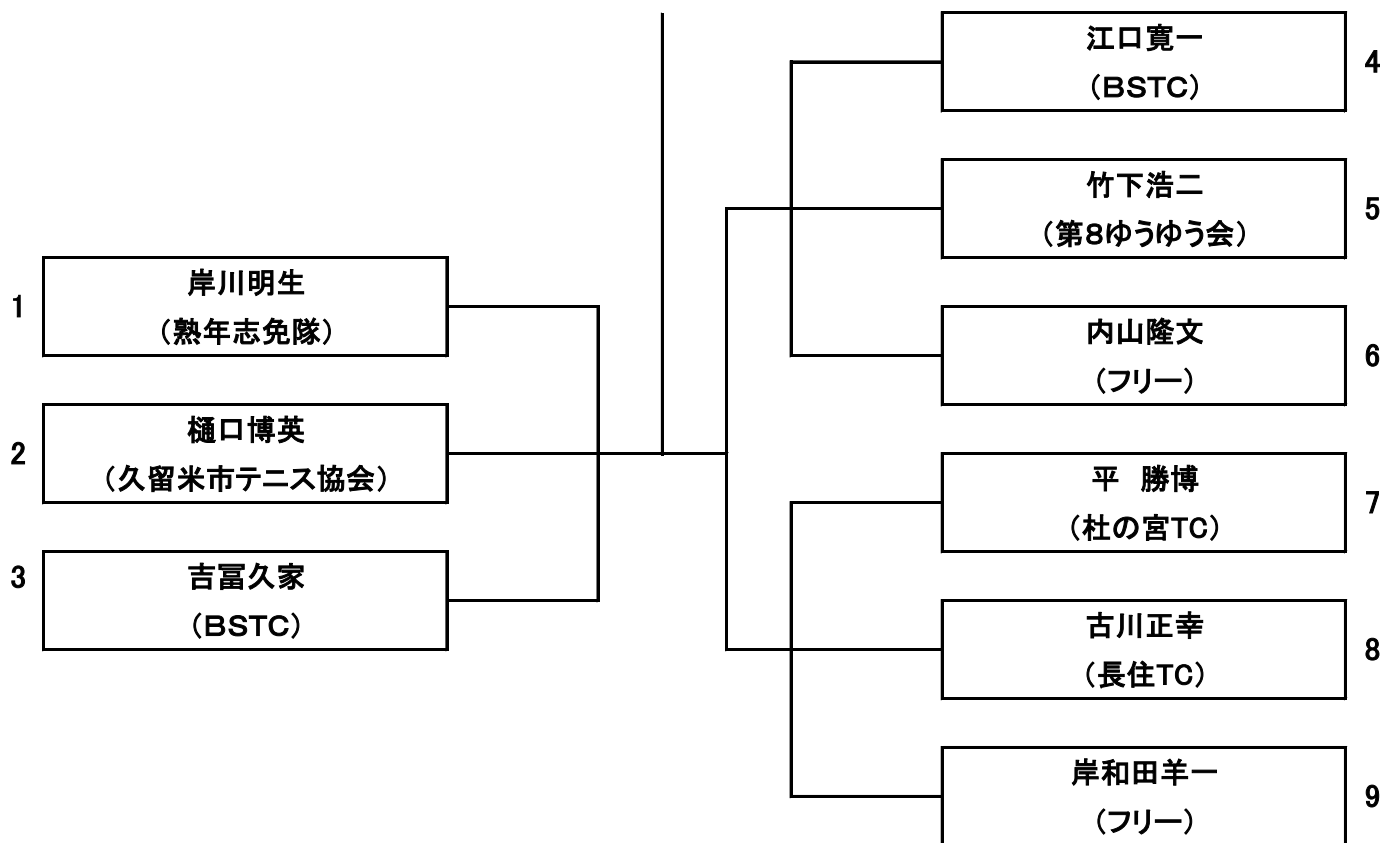 1
岸川明生
（熟年志免隊）
2
樋口博英
（久留米市テニス協会）
3
吉冨久家
（BSTC）
江口寛一
（BSTC）
4
竹下浩二
（第8ゆうゆう会）
5
内山隆文
（フリー）
6
平　勝博
（杜の宮TC）
7
古川正幸
（長住TC）
8
岸和田羊一
（フリー）
9